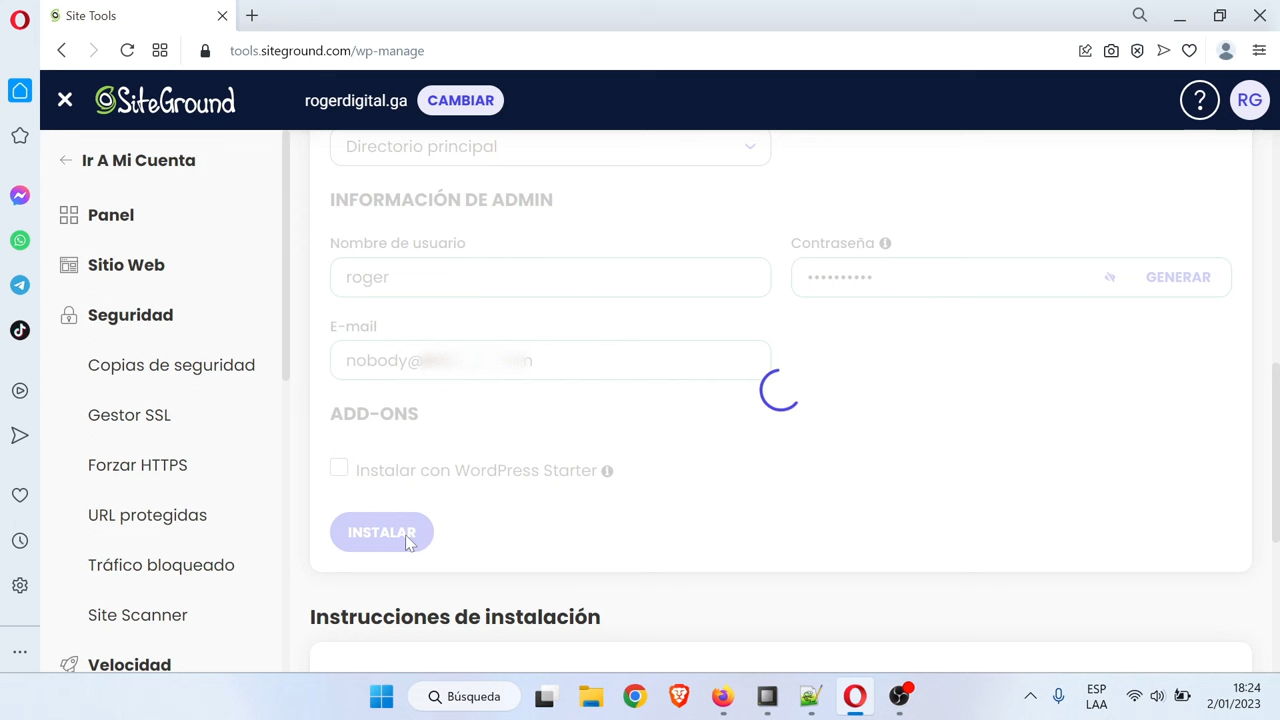 Site Tools
tools.siteground.com/wp-manage
SiteGround
rogerdigital.ga
CAMBIAR
?
RG
Ir A Mi Cuenta
Panel
Sitio Web
Seguridad
Copias de seguridad
Gestor SSL
Forzar HTTPS
URL protegidas
Tráfico bloqueado
Site Scanner
Velocidad
Directorio principal
INFORMACIÓN DE ADMIN
Nombre de usuario
Contraseña
roger
GENERAR
E-mail
nobody@
ADD-ONS
Instalar con WordPress Starter
INSTALAR
Instrucciones de instalación
Búsqueda
ESP
LAA
18:24
2/01/2023